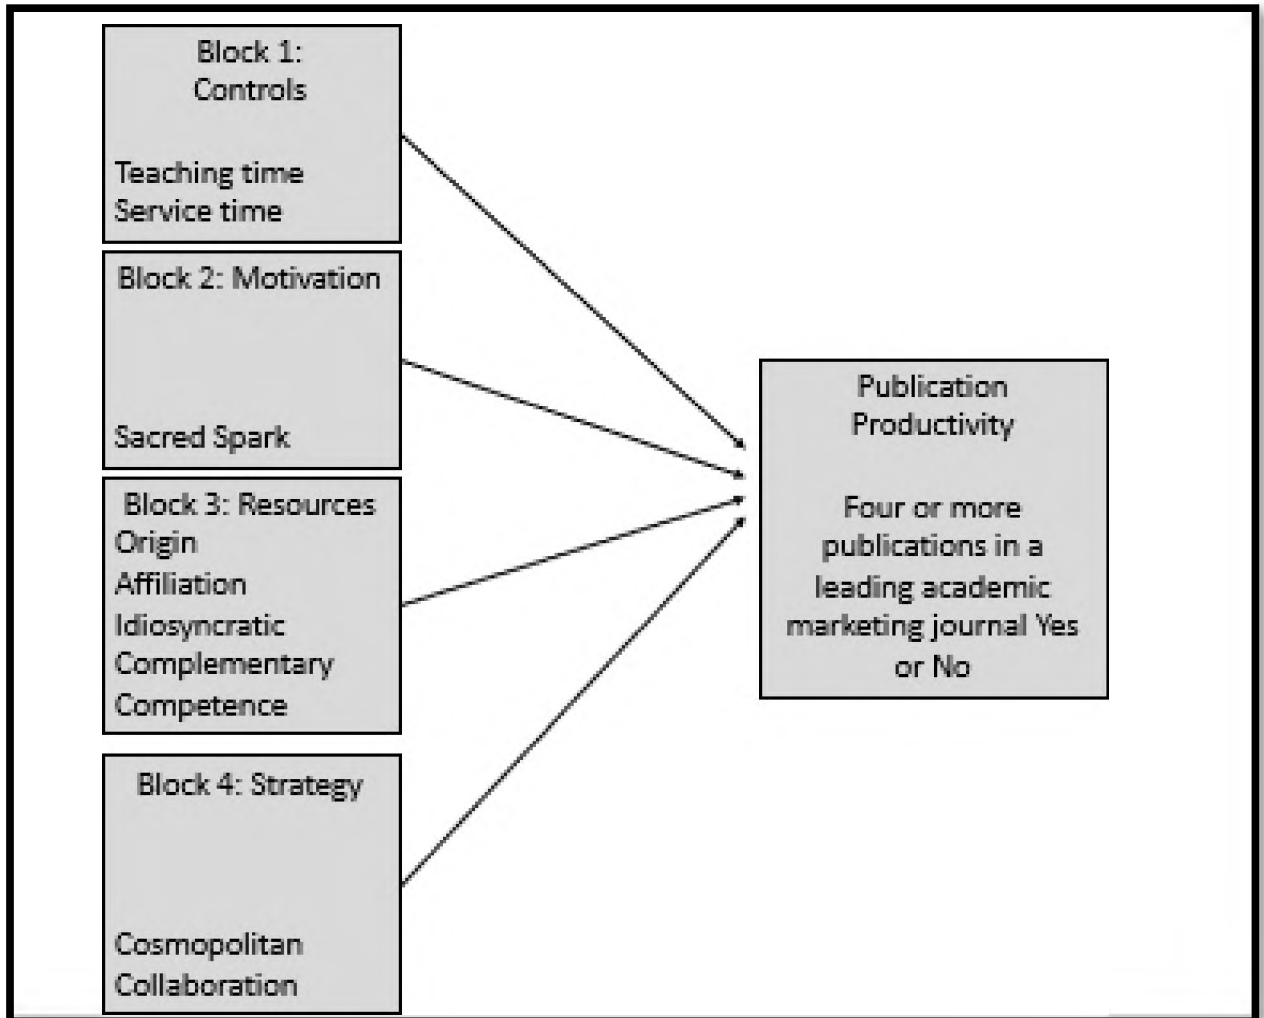 Block 1:
Controls
Teaching time
Service time
Block 2: Motivation
Sacred Spark
Block 3: Resources
Origin
Affiliation
Idiosyncratic
Complementary
Competence
Block 4: Strategy
Cosmopolitan
Collaboration
Publication
Productivity
Four or more
publications in a
leading academic
marketing journal Yes
or No